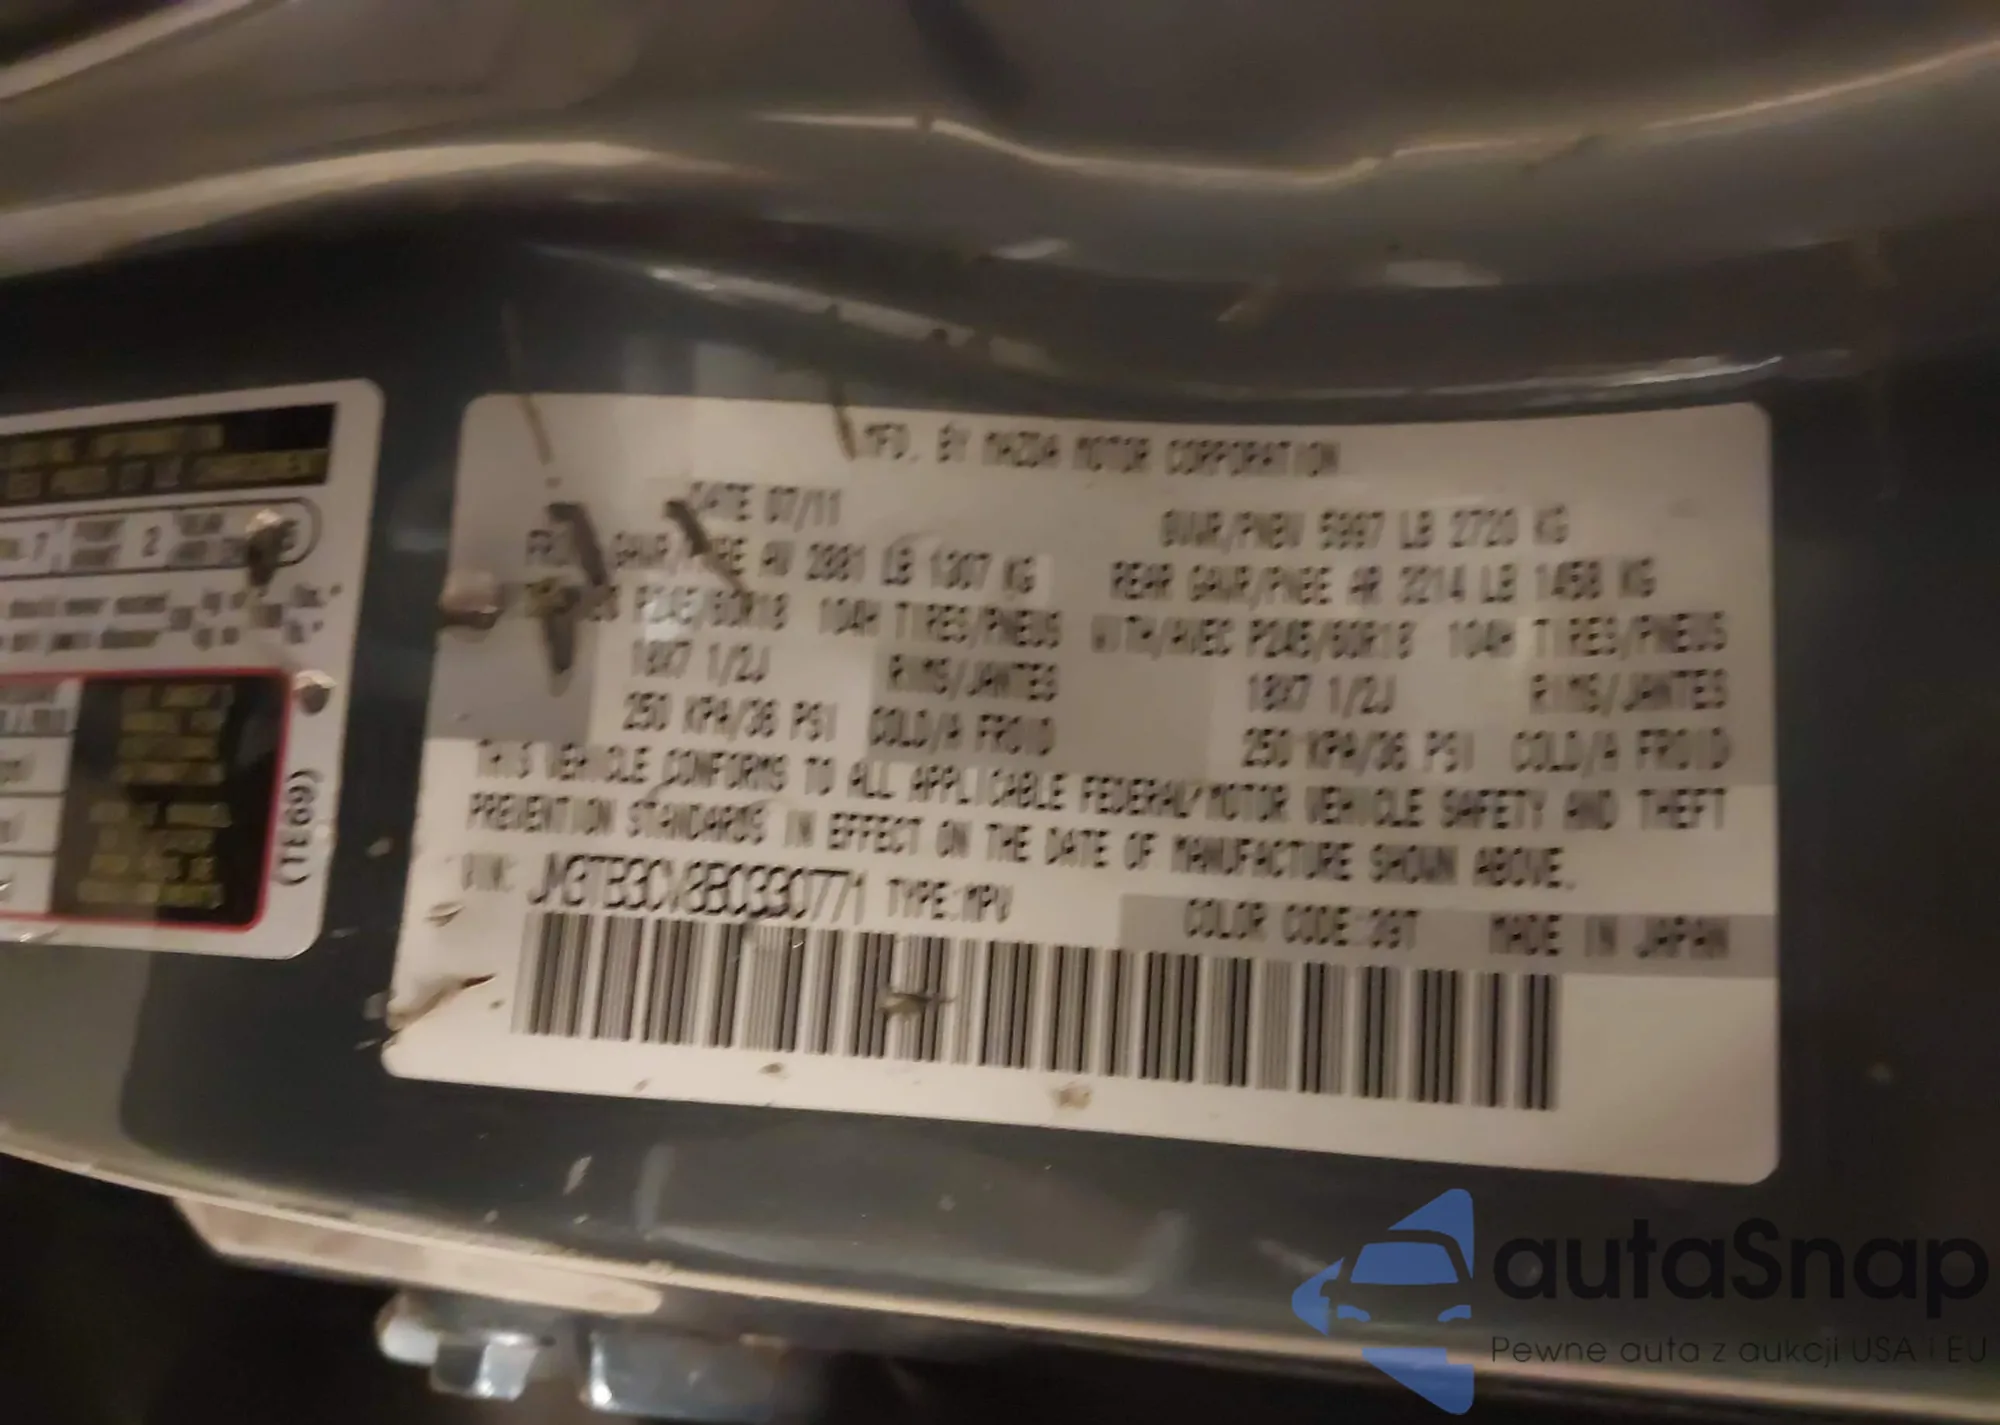 MFD. BY MAZDA MOTOR CORPORATION
DATE 07/11 GVWR/PNBV 5997 LB 2720 KG
FRONT GAWR/PNBE AV 2881 LB 1307 KG REAR GAWR/PNBE AR 3214 LB 1458 KG
P245/60R18 104H TIRES/PNEUS WITH/AVEC P245/60R18 104H TIRES/PNEUS
18X7 1/2J RIMS/JANTES 18X7 1/2J RIMS/JANTES
250 KPA/36 PSI COLD/A FROID 250 KPA/36 PSI COLD/A FROID
THIS VEHICLE CONFORMS TO ALL APPLICABLE FEDERAL MOTOR VEHICLE SAFETY AND THEFT
PREVENTION STANDARDS IN EFFECT ON THE DATE OF MANUFACTURE SHOWN ABOVE.
VIN: JM3TB3CV8B0330771 TYPE:MPV COLOR CODE:39T MADE IN JAPAN
2
(TE69)
autaSnap
Pewne auta z aukcji USA i EU